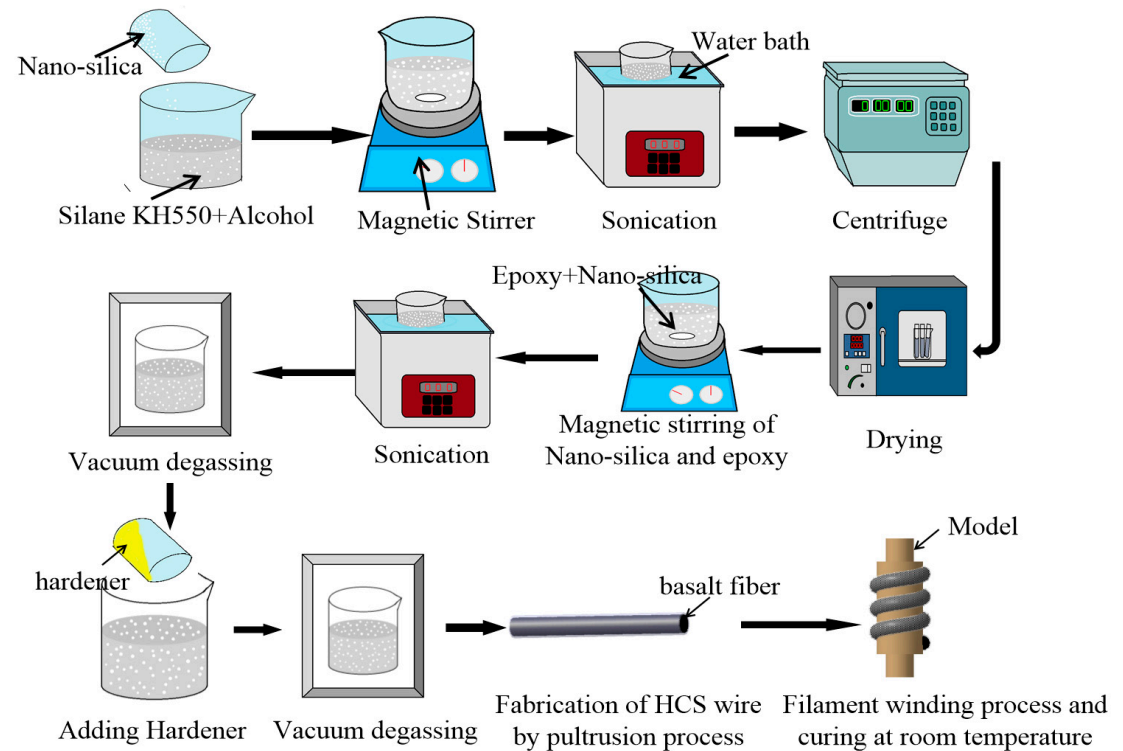 Nano-silica
Water bath
Silane KH550+Alcohol
Magnetic Stirrer
Sonication
Centrifuge
Epoxy+Nano-silica
Vacuum degassing
Sonication
Magnetic stirring of
Nano-silica and epoxy
Drying
hardener
basalt fiber
Model
Adding Hardener
Vacuum degassing
Fabrication of HCS wire
by pultrusion process
Filament winding process and
curing at room temperature